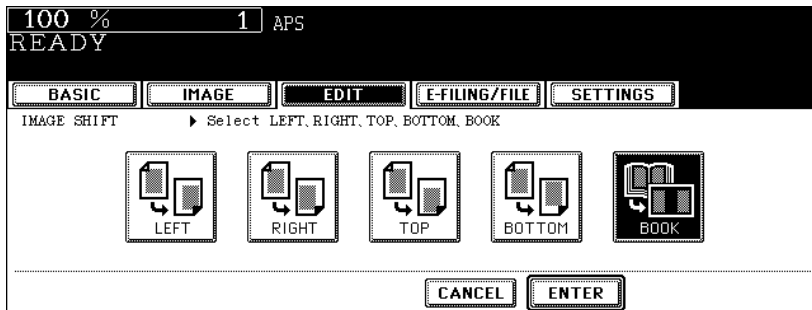 100 % 1 APS
READY
BASIC IMAGE EDIT E-FILING/FILE SETTINGS
IMAGE SHIFT ▶ Select LEFT, RIGHT, TOP, BOTTOM, BOOK
LEFT RIGHT TOP BOTTOM BOOK
CANCEL ENTER